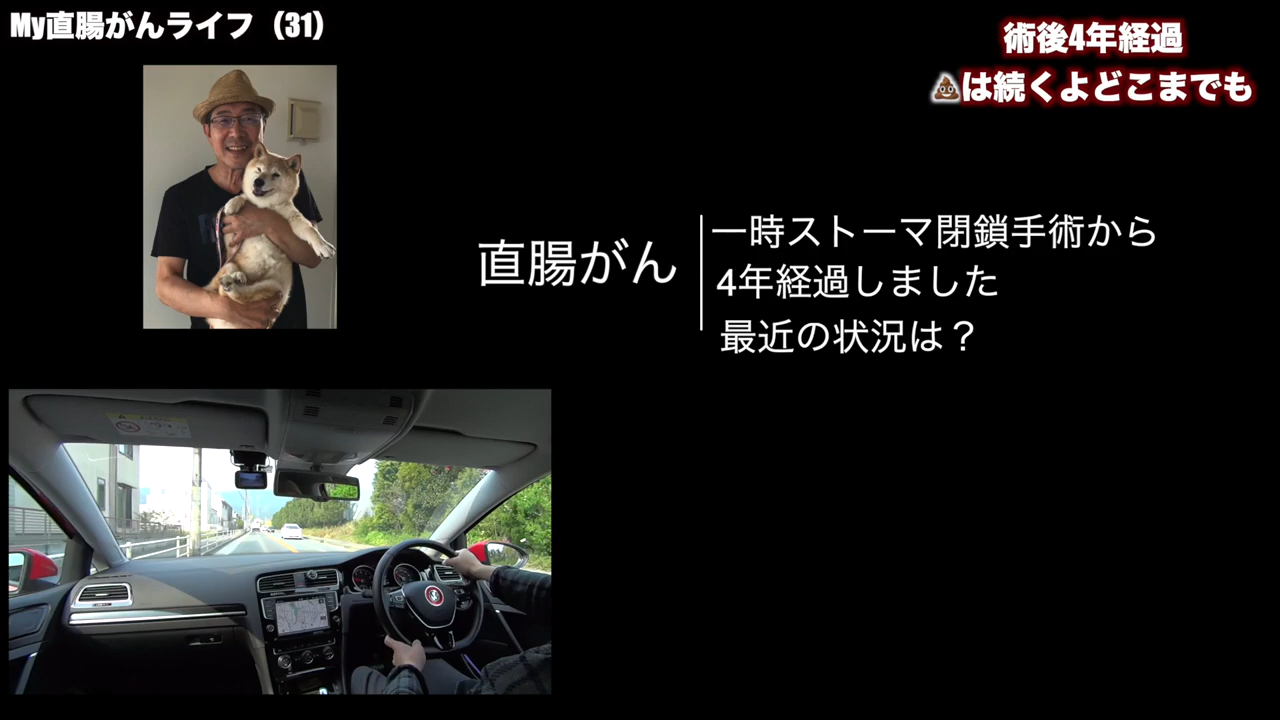 My直腸がんライフ（31）
術後4年経過
💩は続くよどこまでも
直腸がん
一時ストーマ閉鎖手術から
4年経過しました
最近の状況は？